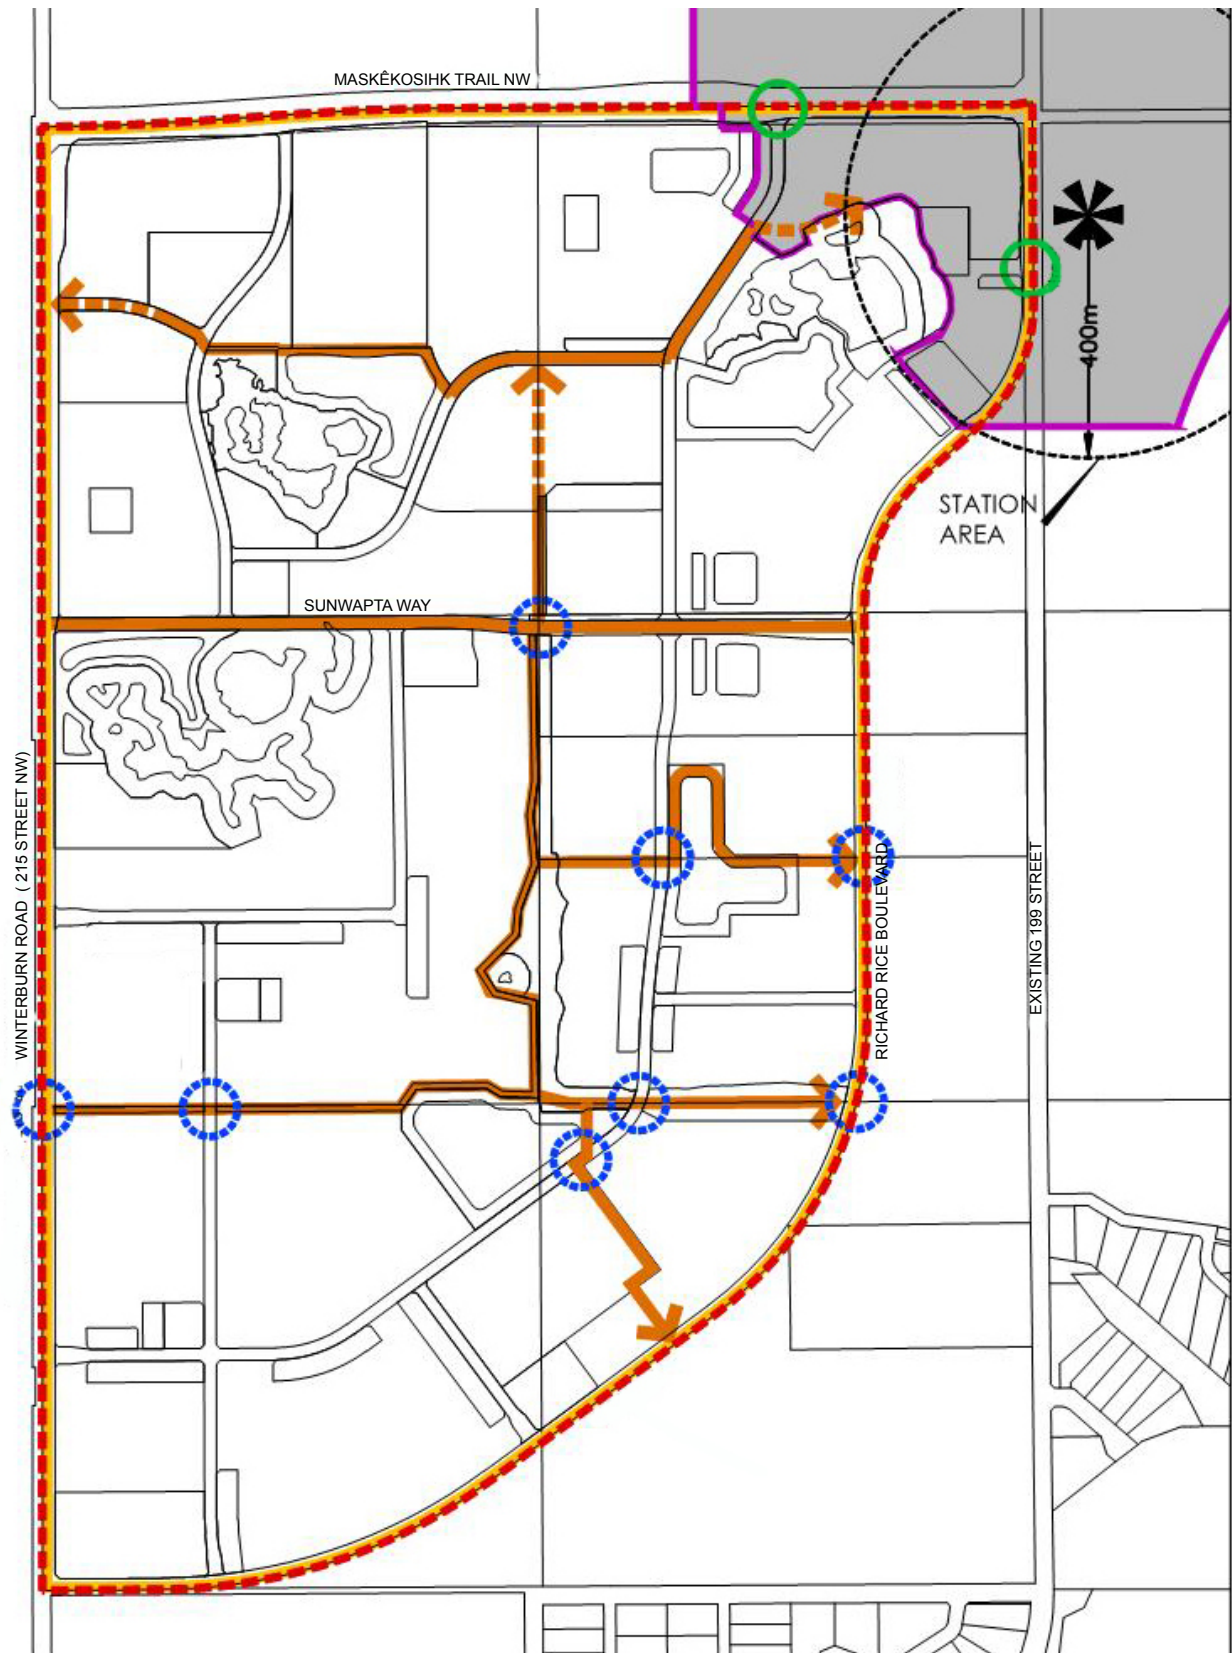 MASKÊKOSIHK TRAIL NW
400m
STATION
AREA
SUNWAPTA WAY
WINTERBURN ROAD ( 215 STREET NW)
RICHARD RICE BOULEVARD
EXISTING 199 STREET